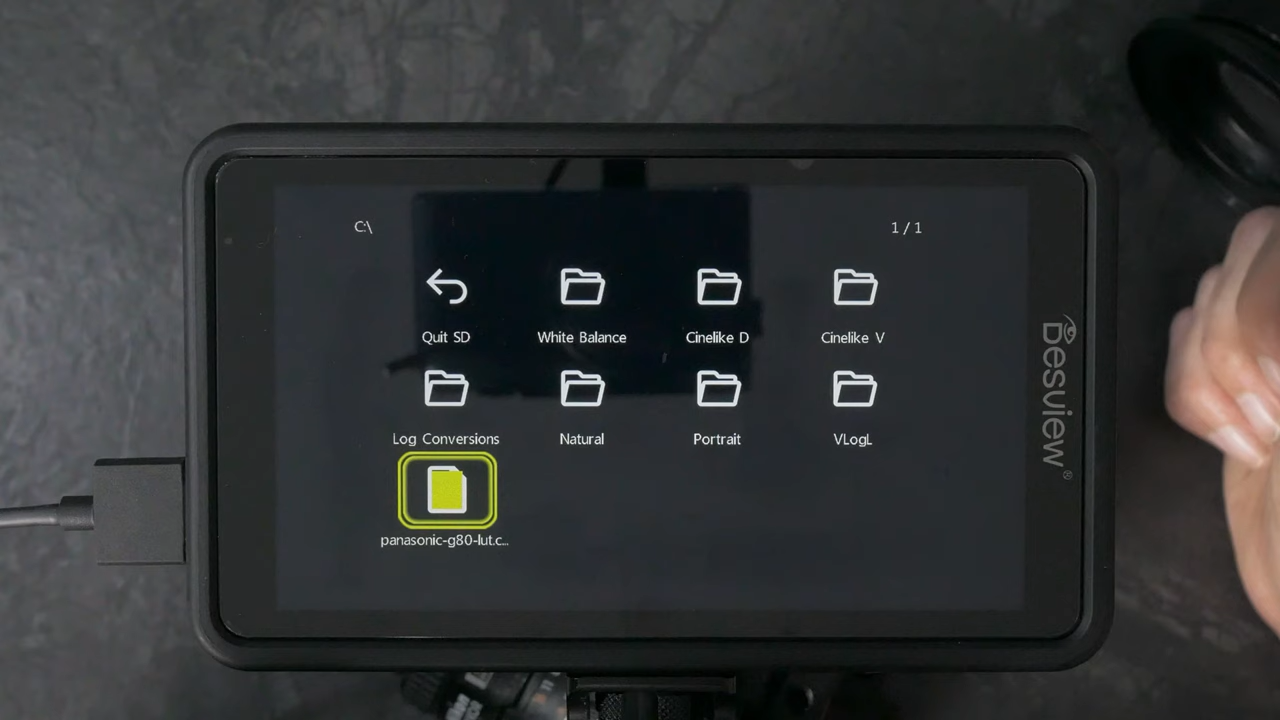 C:\ 1 / 1
Quit SD White Balance Cinelike D Cinelike V
Log Conversions Natural Portrait VLogL
panasonic-g80-lut.c...
Desview®